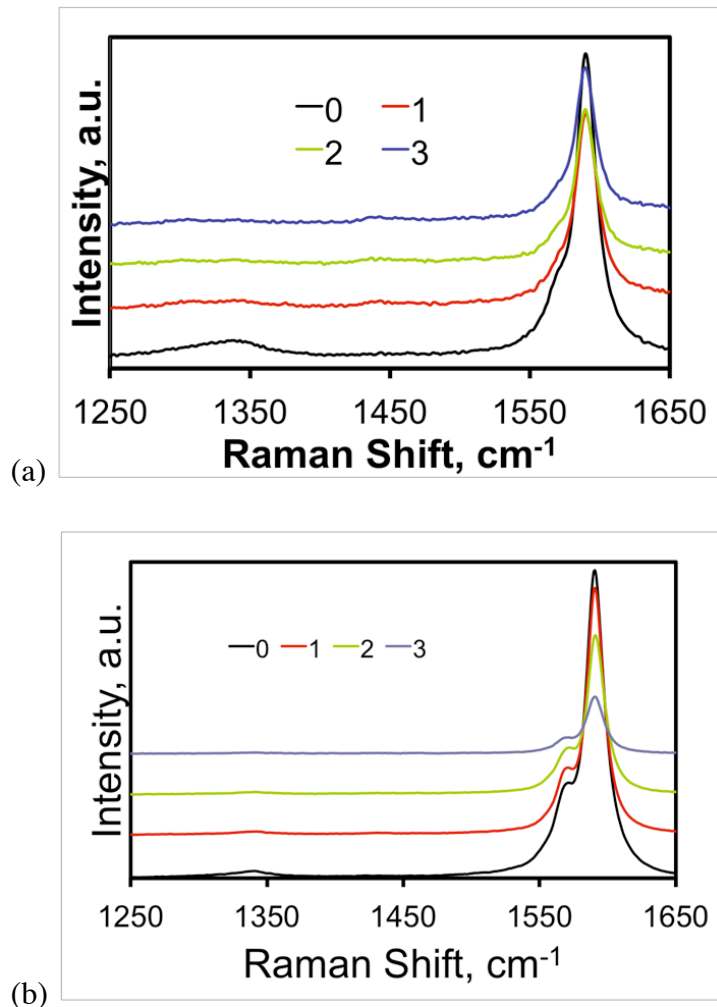 Intensity, a.u.
0 1
2 3
1250 1350 1450 1550 1650
Raman Shift, cm-1
(a)
Intensity, a.u.
0 1 2 3
1250 1350 1450 1550 1650
Raman Shift, cm-1
(b)